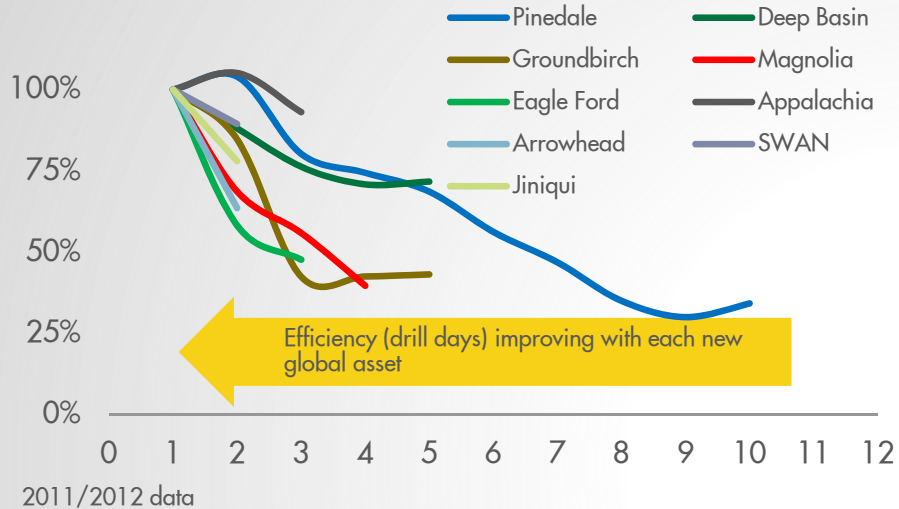 Pinedale
Deep Basin
Groundbirch
Magnolia
Eagle Ford
Appalachia
Arrowhead
SWAN
Jiniqui
100%
75%
50%
25%
0%
Efficiency (drill days) improving with each new
global asset
0 1 2 3 4 5 6 7 8 9 10 11 12
2011/2012 data